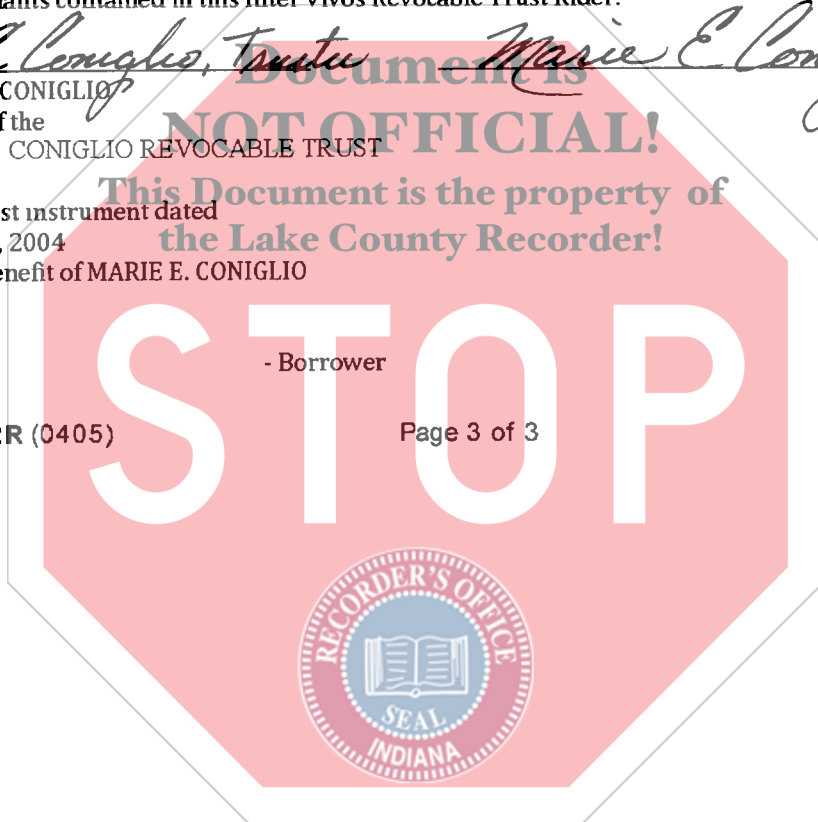 contained in this Inter Vivos Revocable Trust Rider.
Coniglio, Trustee Marie E
Document is
CONIGLIO
f the
NOT OFFICIAL!
CONIGLIO REVOCABLE TRUST
This Document is the property of
st instrument dated
, 2004
the Lake County Recorder!
enefit of MARIE E. CONIGLIO
STOP
- Borrower
R (0405) Page 3 of 3
RECORDER'S OFFICE
SEAL
INDIANA